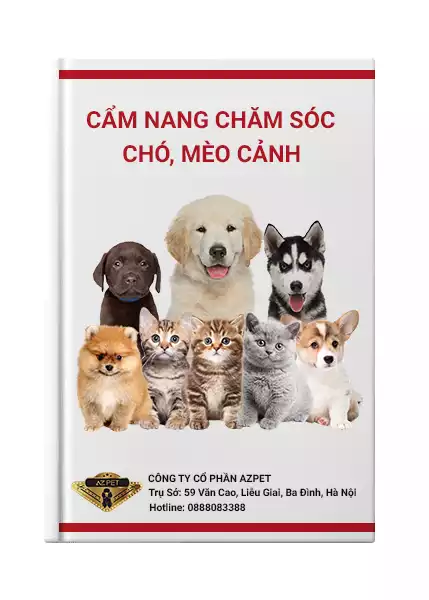 CẨM NANG CHĂM SÓC
CHÓ, MÈO CẢNH
AZPET
CÔNG TY CỔ PHẦN AZPET
Trụ Sở: 59 Văn Cao, Liễu Giai, Ba Đình, Hà Nội
Hotline: 0888083388